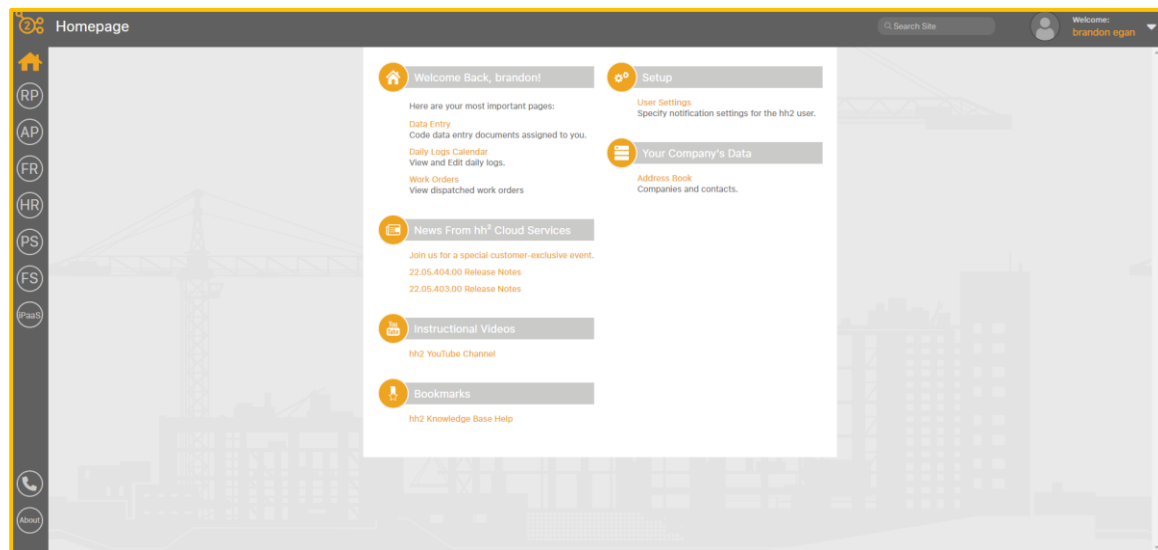 2
Homepage
Search Site
Welcome:
brandon egan
RP
AP
FR
HR
PS
FS
iPaaS
About
Welcome Back, brandon!
Here are your most important pages:
Data Entry
Code data entry documents assigned to you.
Daily Logs Calendar
View and Edit daily logs.
Work Orders
View dispatched work orders
News From hh² Cloud Services
Join us for a special customer-exclusive event.
22.05.404.00 Release Notes
22.05.403.00 Release Notes
You Tube
Instructional Videos
hh2 YouTube Channel
Bookmarks
hh2 Knowledge Base Help
Setup
User Settings
Specify notification settings for the hh2 user.
Your Company's Data
Address Book
Companies and contacts.